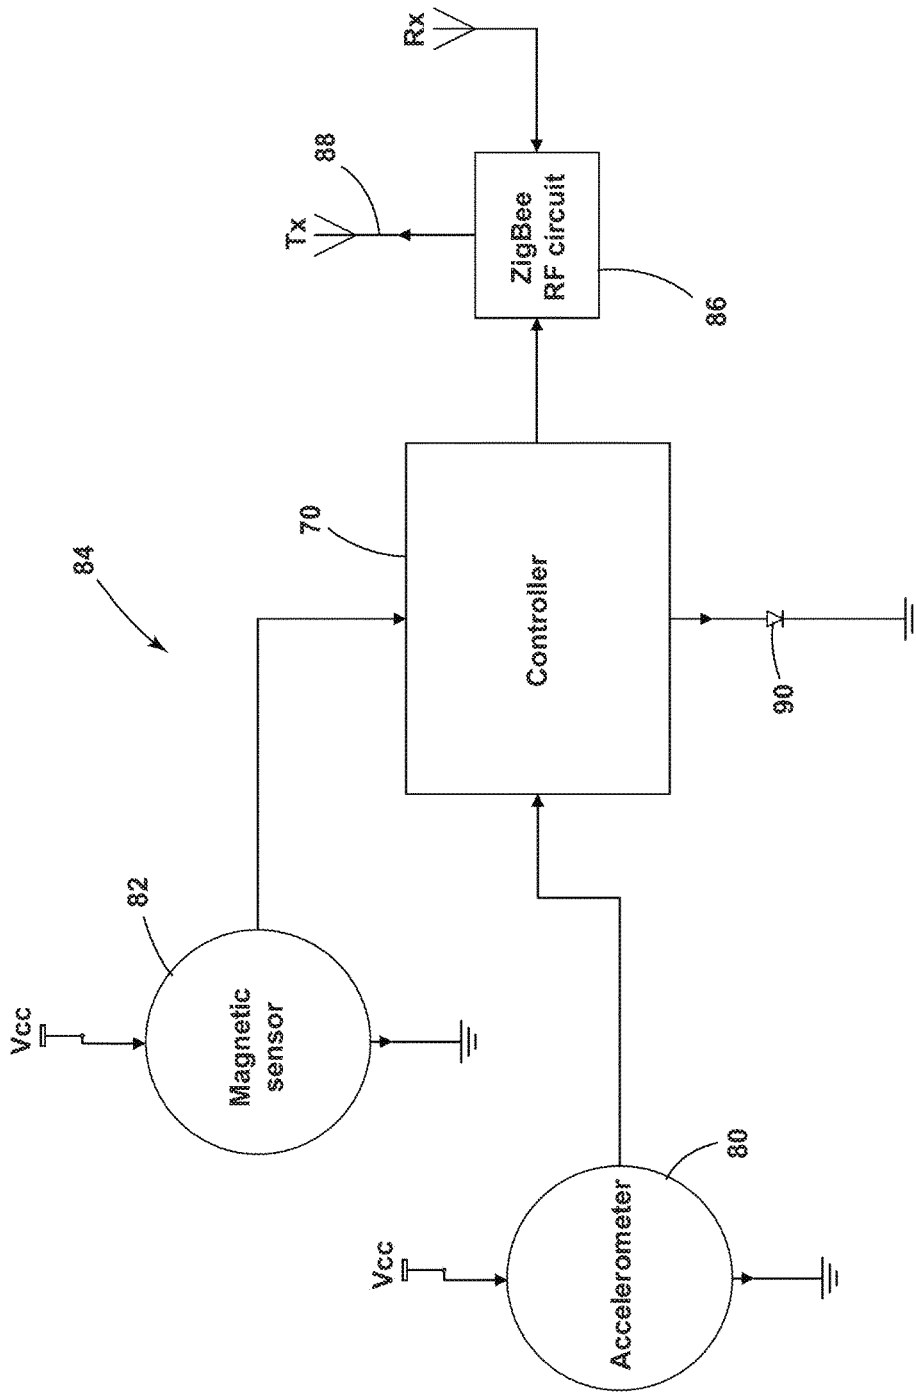 84
Vcc
82
Magnetic
sensor
Vcc
Accelerometer
80
70
Controller
90
Tx
88
Rx
ZigBee
RF circuit
86